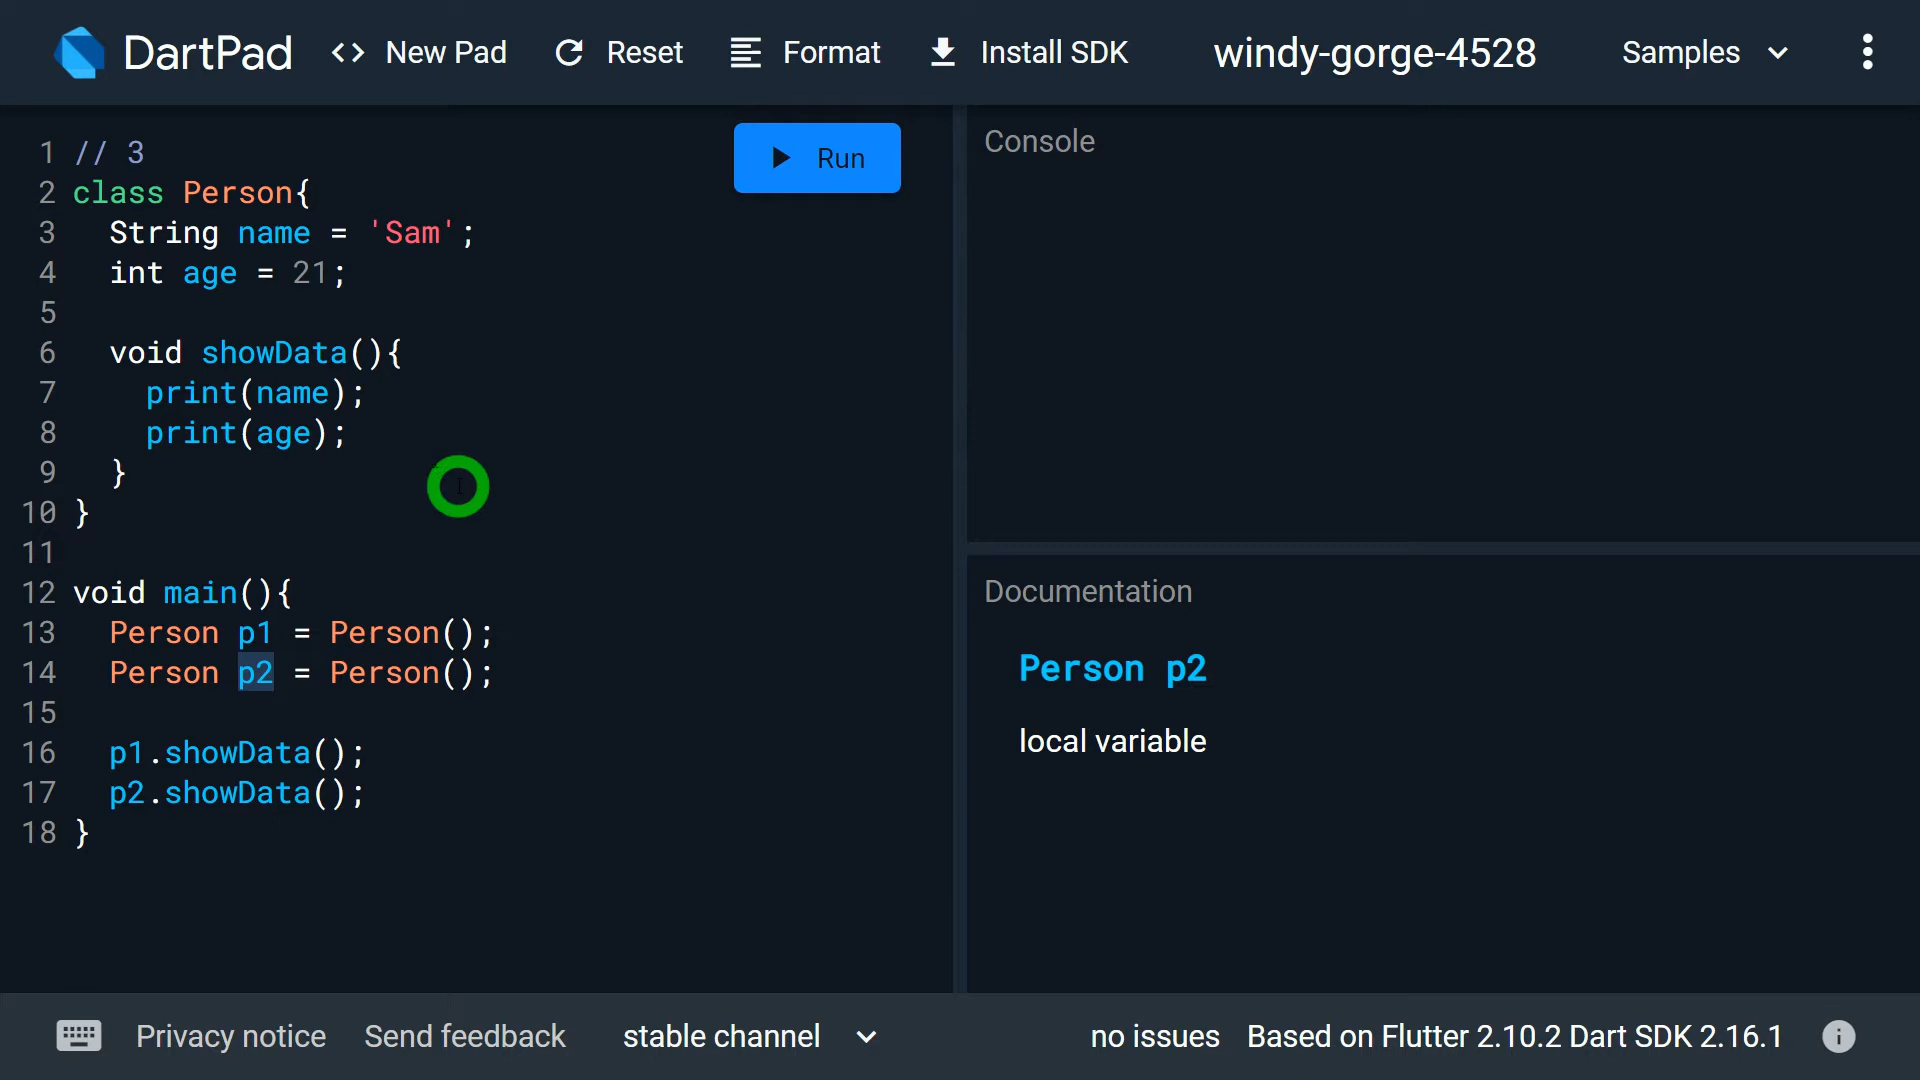 DartPad <> New Pad Reset Format Install SDK windy-gorge-4528 Samples
1 // 3
2 class Person{
3 String name = 'Sam';
4 int age = 21;
5
6 void showData(){
7 print(name);
8 print(age);
9 }
10 }
11
12 void main(){
13 Person p1 = Person();
14 Person p2 = Person();
15
16 p1.showData();
17 p2.showData();
18 }
Run
Console
Documentation
Person p2
local variable
Privacy notice Send feedback stable channel no issues Based on Flutter 2.10.2 Dart SDK 2.16.1